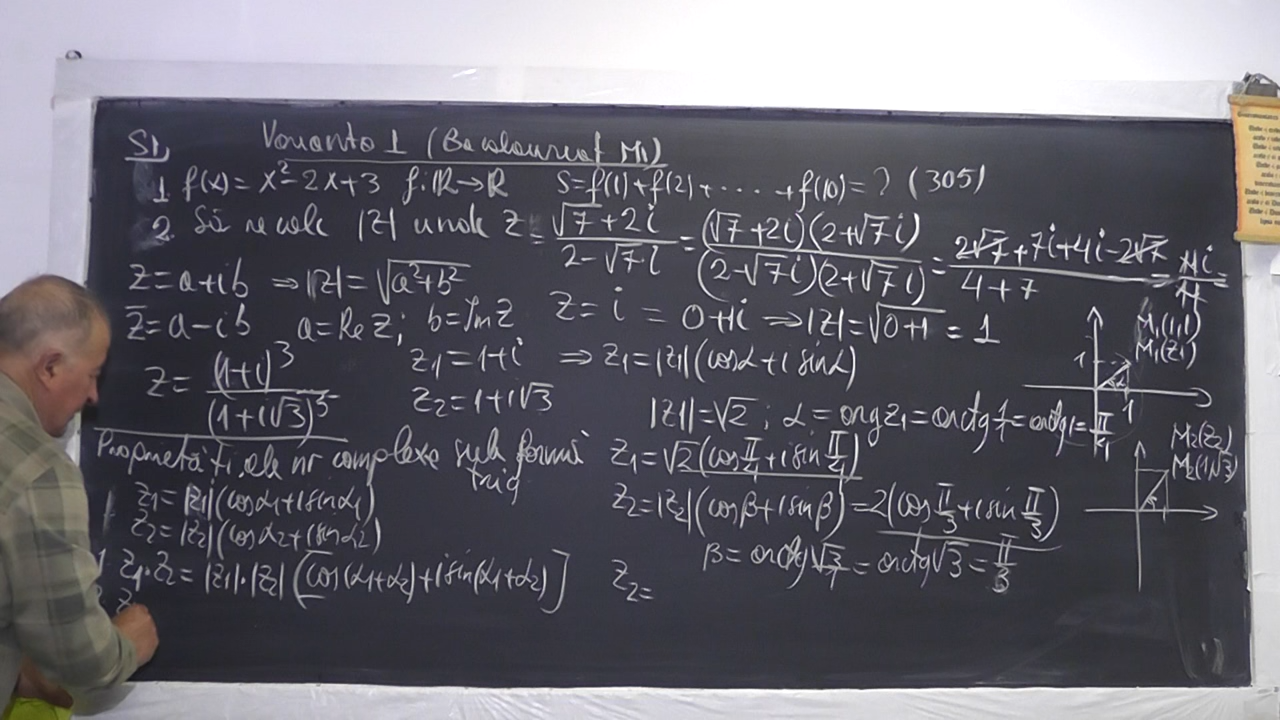 S1. Varianta 1 (Bacalaureat M1)
1. f(x) = x² - 2x + 3 f: ℝ→ℝ S = f(1) + f(2) + .... + f(10) = ? (305)
2. Să se calc |z| unde z = (√7 + 2i)/(2 - √7 i) = ((√7 + 2i)(2 + √7 i))/((2 - √7 i)(2 + √7 i)) = (2√7 + 7i + 4i - 2√7)/(4 + 7) = 11i/11 =
z = a + ib ⇒ |z| = √(a² + b²)
z̄ = a - ib a = Re z; b = Im z z = i = 0 + 1i ⇒ |z| = √(0+1) = 1
M1(1,1)
M1(z1)
1
α
1
z = (1+i)³/(1+i√3)⁵ z1 = 1+i ⇒ z1 = |z1|(cos α + i sin α)
z2 = 1 + i√3
|z1| = √2 ; α = arg z1 = arctg 1/1 = arctg 1 = π/4
Proprietăți ale nr complexe sub formă trig
z1 = √2 (cos π/4 + i sin π/4)
M2(z2)
M2(1√3)
z1 = |z1|(cos α1 + i sin α1)
z2 = |z2|(cos α2 + i sin α2)
z2 = |z2|(cos β + i sin β) = 2(cos π/3 + i sin π/3)
β = arctg √3/1 = arctg √3 = π/3
1. z1·z2 = |z1|·|z2| [cos(α1+α2) + i sin(α1+α2)]
z2 =